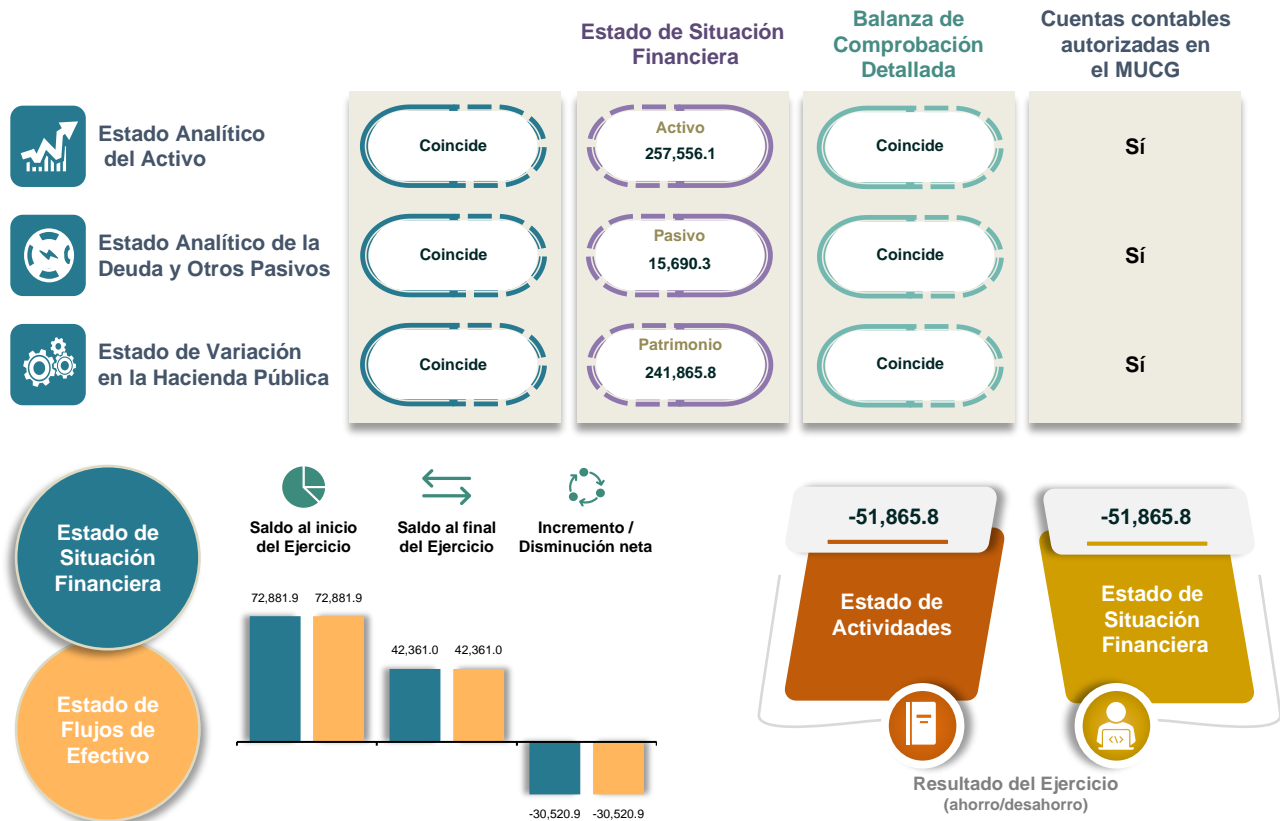 Estado de Situación
Financiera
Balanza de
Comprobación
Detallada
Cuentas contables
autorizadas en
el MUCG
Estado Analítico
del Activo
Coincide
Activo
257,556.1
Coincide
Sí
Estado Analítico de la
Deuda y Otros Pasivos
Coincide
Pasivo
15,690.3
Coincide
Sí
Estado de Variación
en la Hacienda Pública
Coincide
Patrimonio
241,865.8
Coincide
Sí
Estado de
Situación
Financiera
Estado de
Flujos de
Efectivo
Saldo al inicio
del Ejercicio
Saldo al final
del Ejercicio
Incremento /
Disminución neta
72,881.9 72,881.9
42,361.0 42,361.0
-30,520.9 -30,520.9
-51,865.8
Estado de
Actividades
-51,865.8
Estado de
Situación
Financiera
Resultado del Ejercicio
(ahorro/desahorro)